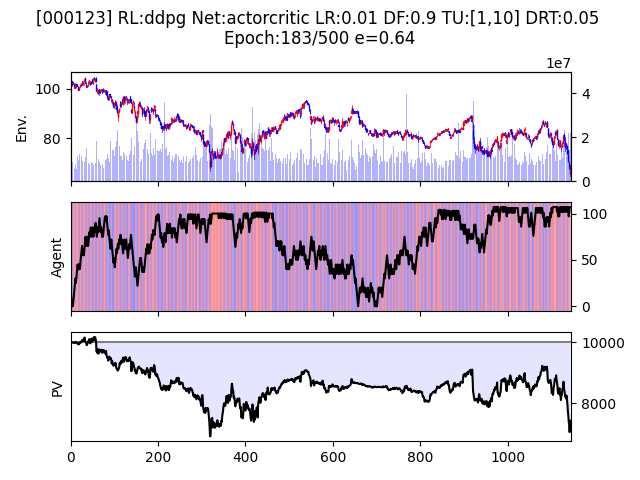 [000123] RL:ddpg Net:actorcritic LR:0.01 DF:0.9 TU:[1,10] DRT:0.05
Epoch:183/500 e=0.64
1e7
Env.
100
80
4
2
0
Agent
100
50
0
PV
10000
8000
0
200
400
600
800
1000